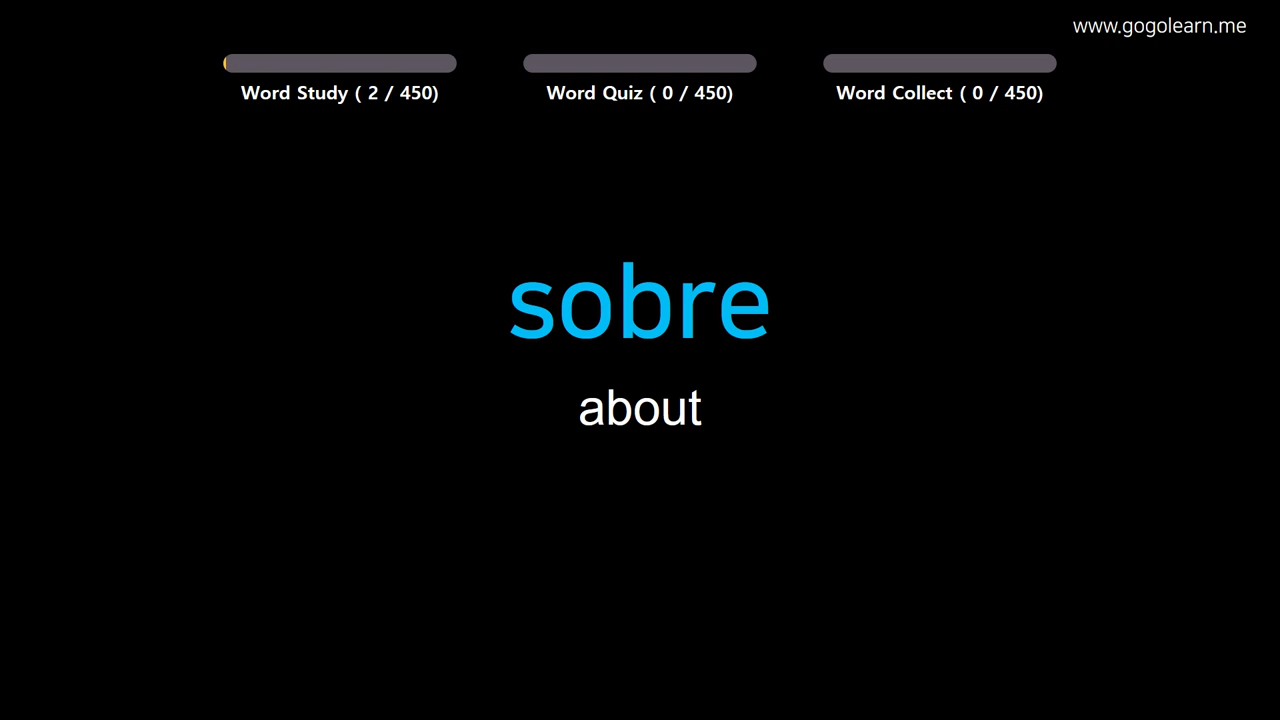 www.gogolearn.me
Word Study ( 2 / 450)
Word Quiz ( 0 / 450)
Word Collect ( 0 / 450)
sobre
about